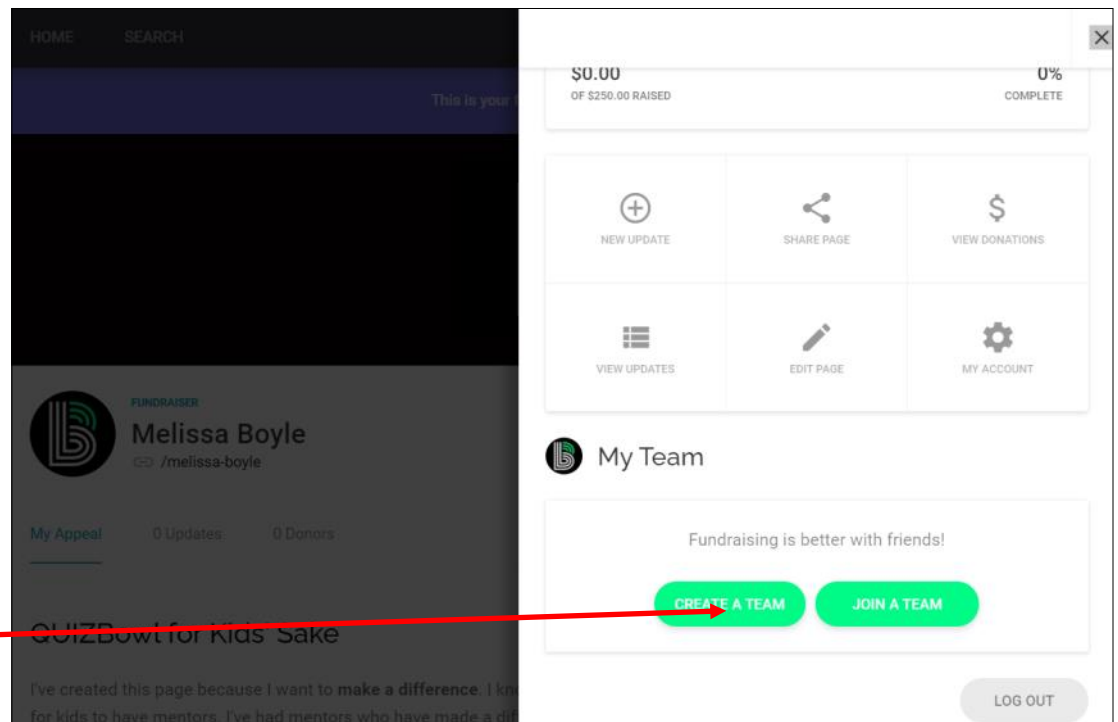 HOME SEARCH
This is your f
$0.00 0%
OF $250.00 RAISED COMPLETE
NEW UPDATE SHARE PAGE VIEW DONATIONS
VIEW UPDATES EDIT PAGE MY ACCOUNT
FUNDRAISER
Melissa Boyle
/melissa-boyle
My Team
My Appeal 0 Updates 0 Donors
Fundraising is better with friends!
CREATE A TEAM JOIN A TEAM
QUIZBowl for Kids' Sake
I've created this page because I want to make a difference. I kno
LOG OUT
for kids to have mentors. I've had mentors who have made a dif